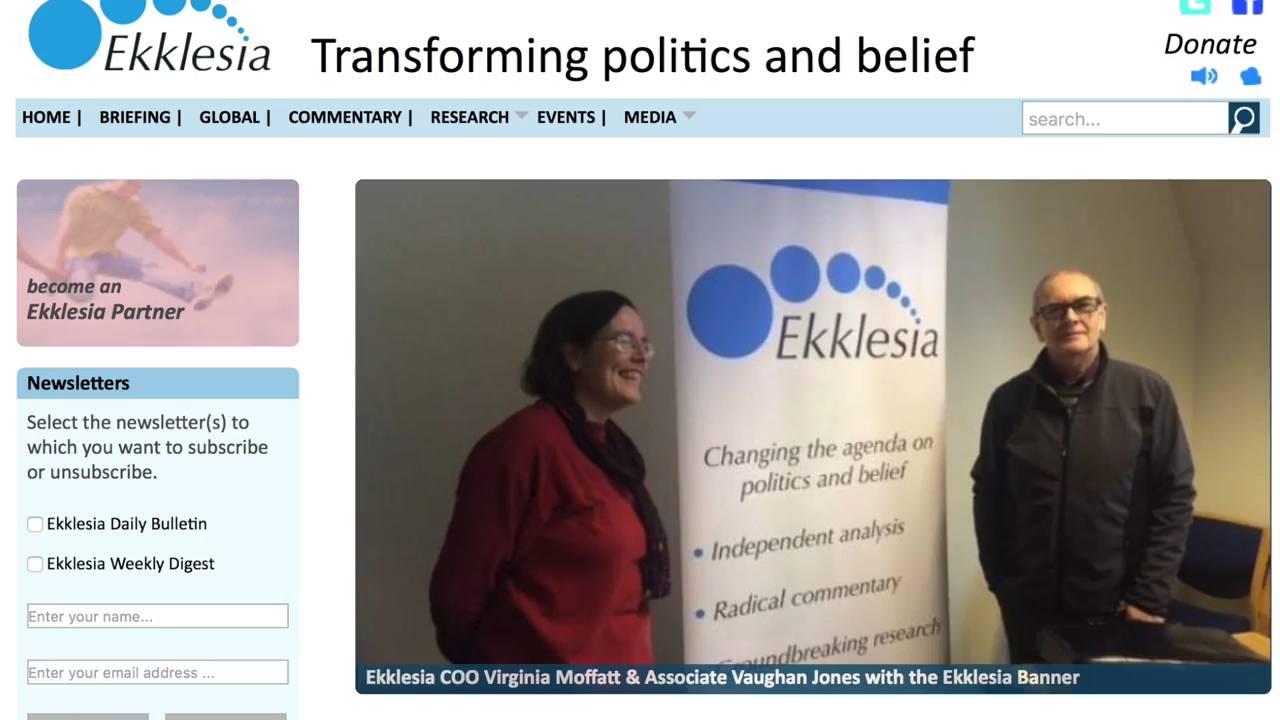 Ekklesia
Transforming politics and belief
Donate
HOME | BRIEFING | GLOBAL | COMMENTARY | RESEARCH EVENTS | MEDIA
search...
become an
Ekklesia Partner
Newsletters
Select the newsletter(s) to
which you want to subscribe
or unsubscribe.
Ekklesia Daily Bulletin
Ekklesia Weekly Digest
Enter your name...
Enter your email address ...
Ekklesia
Changing the agenda on
politics and belief
• Independent analysis
• Radical commentary
Groundbreaking research
Ekklesia COO Virginia Moffatt & Associate Vaughan Jones with the Ekklesia Banner